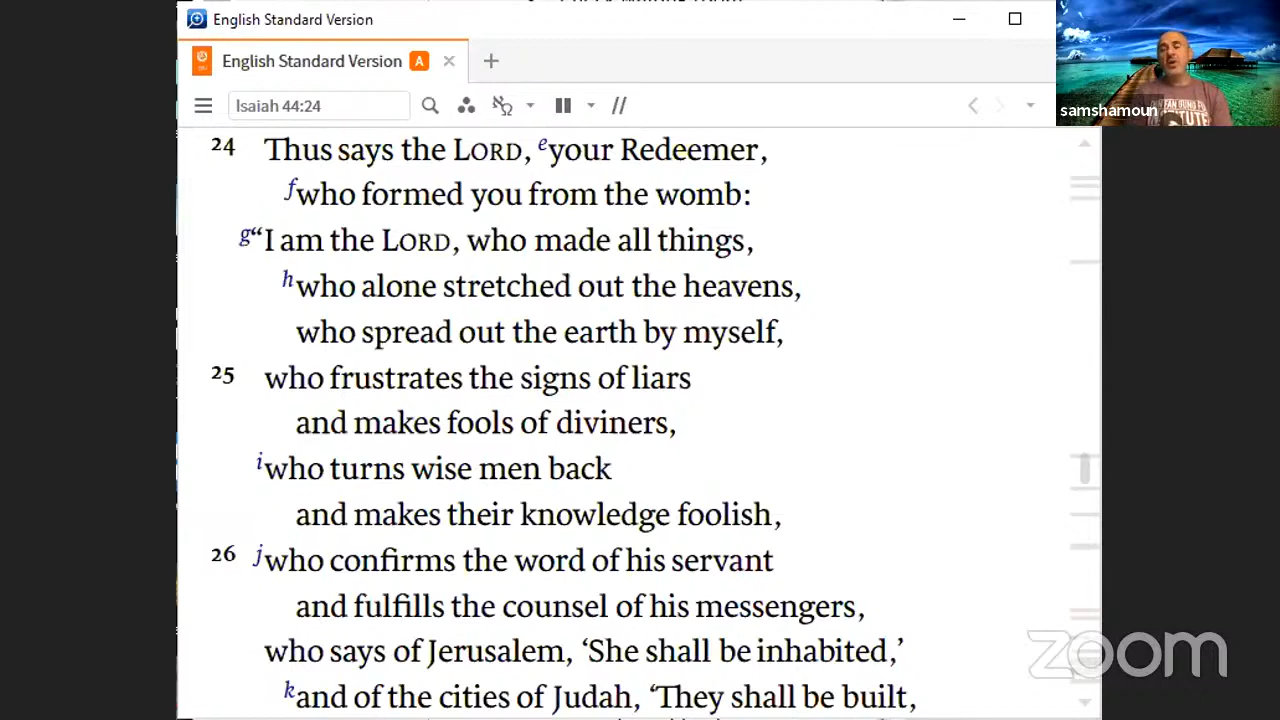 English Standard Version
English Standard Version A
Isaiah 44:24
samshamoun
24 Thus says the LORD, e your Redeemer,
f who formed you from the womb:
g “I am the LORD, who made all things,
h who alone stretched out the heavens,
who spread out the earth by myself,
25 who frustrates the signs of liars
and makes fools of diviners,
i who turns wise men back
and makes their knowledge foolish,
26 j who confirms the word of his servant
and fulfills the counsel of his messengers,
who says of Jerusalem, ‘She shall be inhabited,’
k and of the cities of Judah, ‘They shall be built,
zoom